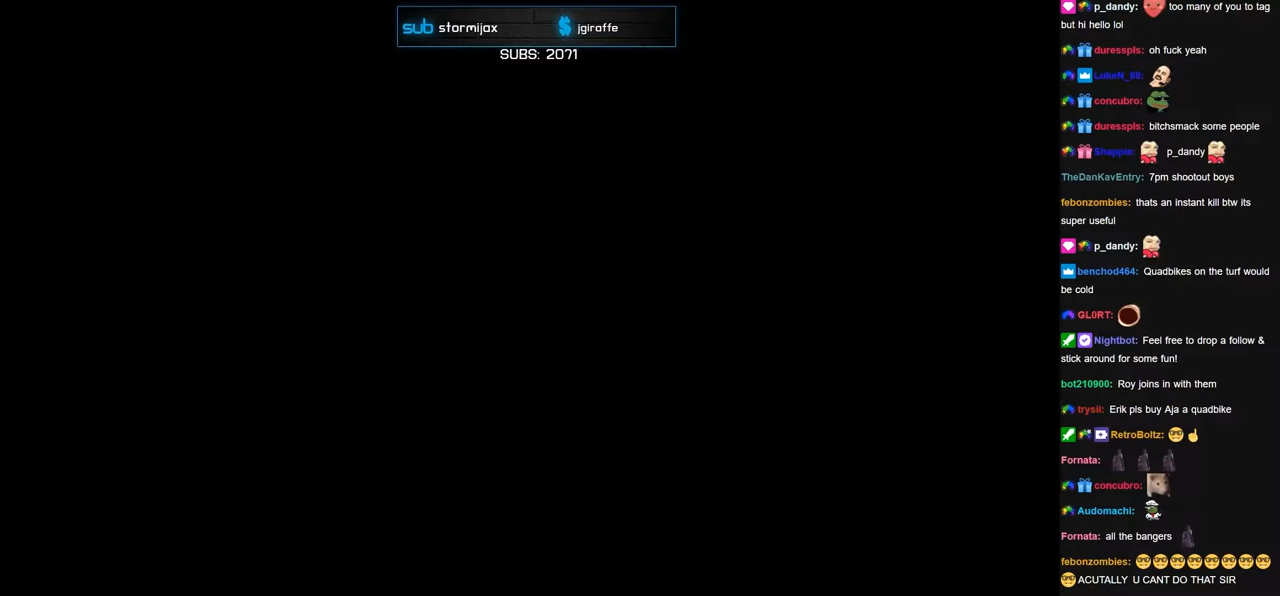 sub stormijax $ jgiraffe
SUBS: 2071
p_dandy: too many of you to tag
but hi hello lol
duresspls: oh fuck yeah
LukeN_88:
concubro:
duresspls: bitchsmack some people
Shappie: p_dandy
TheDanKavEntry: 7pm shootout boys
febonzombies: thats an instant kill btw its
super useful
p_dandy:
benchod464: Quadbikes on the turf would
be cold
GL0RT:
Nightbot: Feel free to drop a follow &
stick around for some fun!
bot210900: Roy joins in with them
trysii: Erik pls buy Aja a quadbike
RetroBoltz:
Fornata:
concubro:
Audomachi:
Fornata: all the bangers
febonzombies:
ACUTALLY U CANT DO THAT SIR